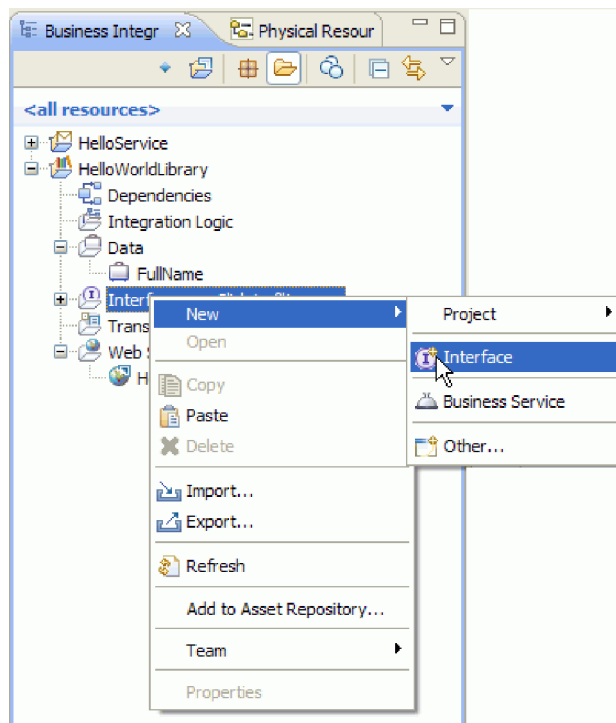 Business Integr
Physical Resour
<all resources>
HelloService
HelloWorldLibrary
Dependencies
Integration Logic
Data
FullName
Interf
Trans
Web S
H
New
Open
Copy
Paste
Delete
Import...
Export...
Refresh
Add to Asset Repository...
Team
Properties
Project
Interface
Business Service
Other...